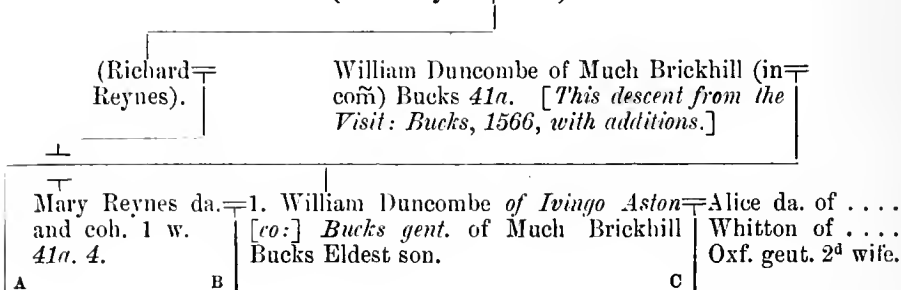 (Richard
Reynes).
William Duncombe of Much Brickhill (in
com̃) Bucks 41a. [This descent from the
Visit: Bucks, 1566, with additions.]
Mary Reynes da.
and coh. 1 w.
41a. 4.
1. William Duncombe of Ivingo Aston
[co:] Bucks gent. of Much Brickhill
Bucks Eldest son.
Alice da. of ....
Whitton of ....
Oxf. gent. 2d wife.
A B C